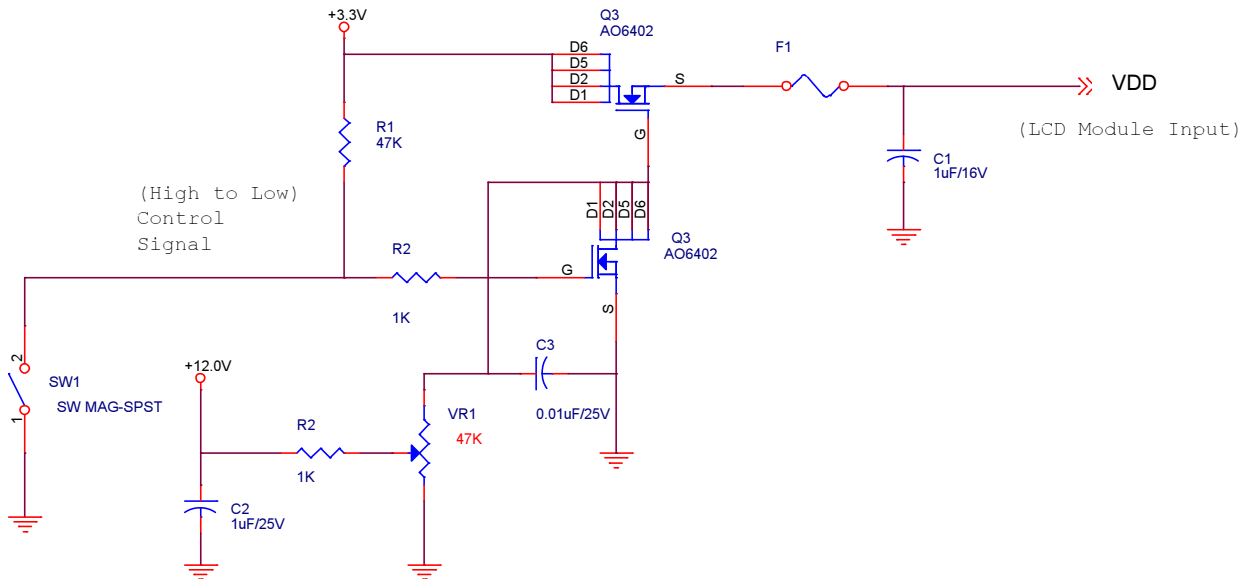 +3.3V
Q3
AO6402
D6
D5
D2
D1
S
G
F1
VDD
(LCD Module Input)
R1
47K
C1
1uF/16V
(High to Low)
Control
Signal
D1
D2
D5
D6
Q3
AO6402
R2
1K
G
S
2
1
SW1
SW MAG-SPST
+12.0V
C3
0.01uF/25V
R2
1K
VR1
47K
C2
1uF/25V